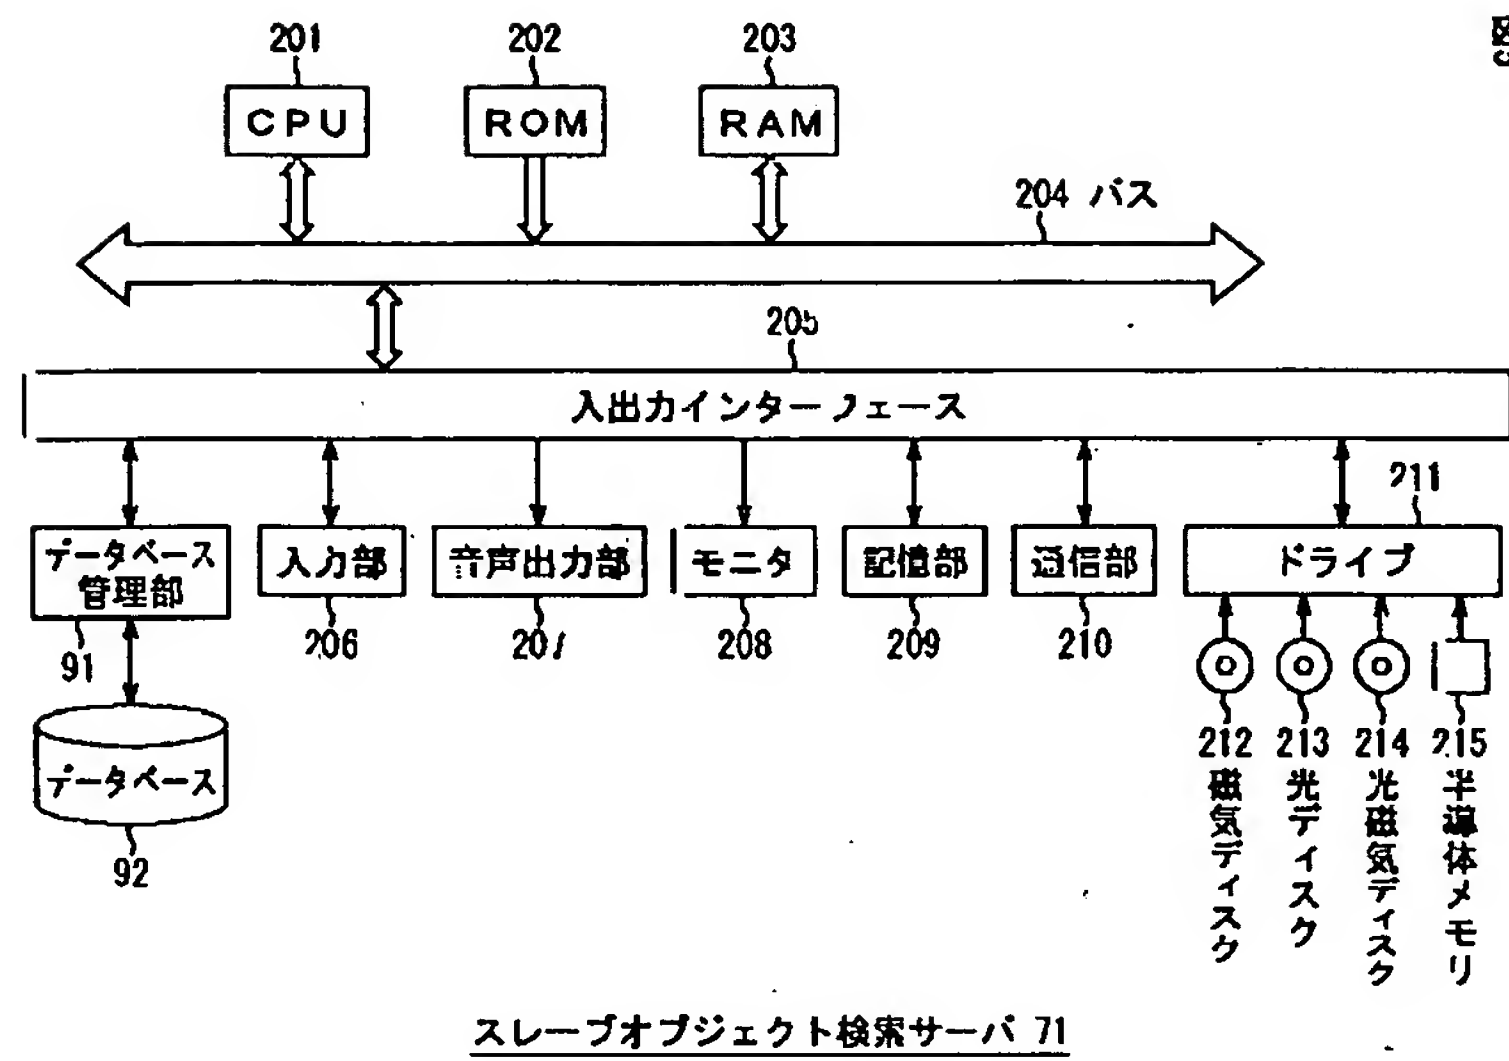 201
202
203
CPU
ROM
RAM
204 バス
205
入出力インターフェース
211
データベース
管理部
入力部
音声出力部
モニタ
記憶部
通信部
ドライブ
91
206
207
208
209
210
データベース
92
212
213
214
215
磁気ディスク
光ディスク
光磁気ディスク
半導体メモリ
スレーブオブジェクト検索サーバ 71